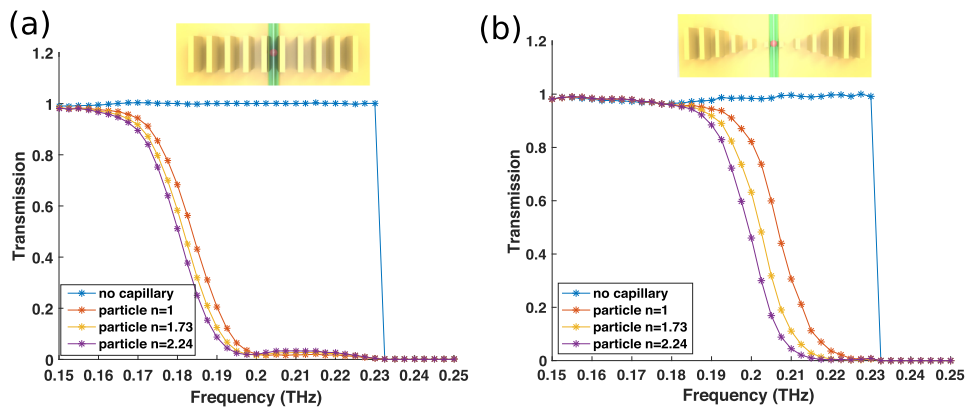 (a)
1.2
1
0.8
0.6
0.4
0.2
0
Transmission
no capillary
particle n=1
particle n=1.73
particle n=2.24
0.15 0.16 0.17 0.18 0.19 0.2 0.21 0.22 0.23 0.24 0.25
Frequency (THz)
(b)
1.2
1
0.8
0.6
0.4
0.2
0
Transmission
no capillary
particle n=1
particle n=1.73
particle n=2.24
0.15 0.16 0.17 0.18 0.19 0.20 0.21 0.22 0.23 0.24 0.25
Frequency (THz)